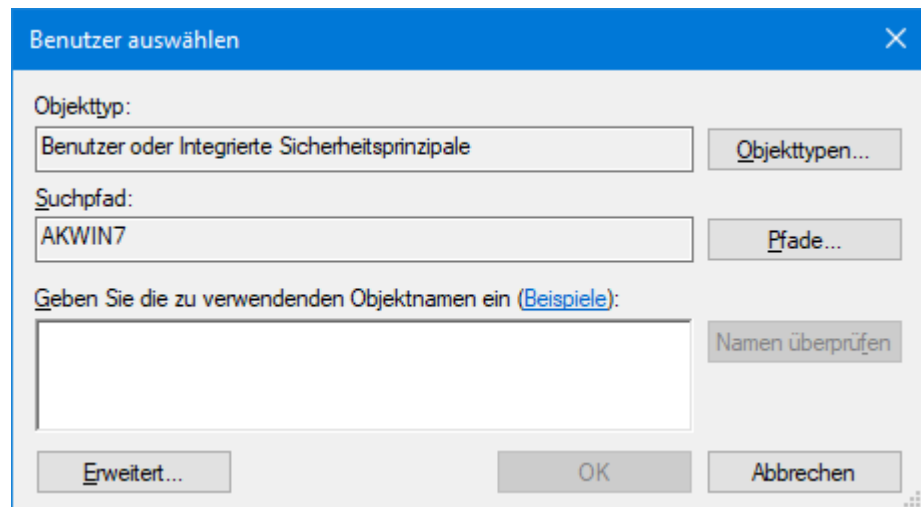 Benutzer auswählen
Objekttyp:
Benutzer oder Integrierte Sicherheitsprinzipale
Objekttypen...
Suchpfad:
AKWIN7
Pfade...
Geben Sie die zu verwendenden Objektnamen ein (Beispiele):
Namen überprüfen
Erweitert...
OK
Abbrechen